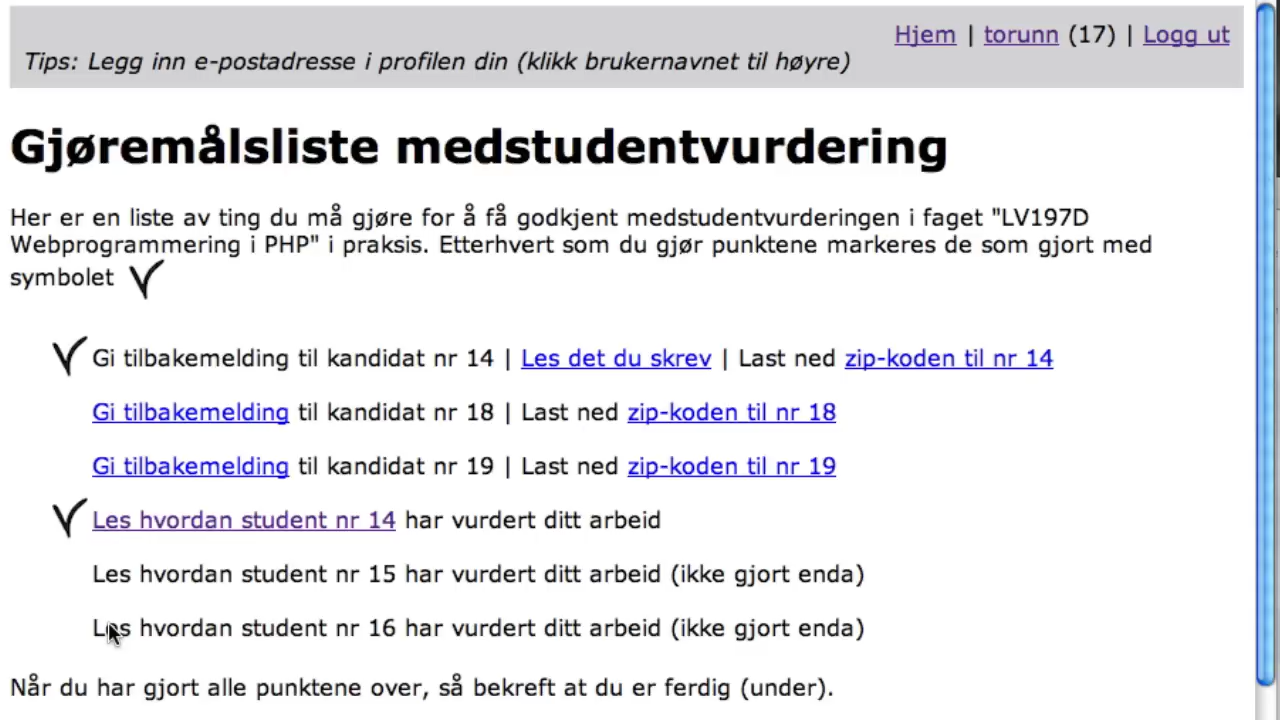 Hjem | torunn (17) | Logg ut
Tips: Legg inn e-postadresse i profilen din (klikk brukernavnet til høyre)
Gjøremålsliste medstudentvurdering
Her er en liste av ting du må gjøre for å få godkjent medstudentvurderingen i faget "LV197D
Webprogrammering i PHP" i praksis. Etterhvert som du gjør punktene markeres de som gjort med
symbolet
Gi tilbakemelding til kandidat nr 14 | Les det du skrev | Last ned zip-koden til nr 14
Gi tilbakemelding til kandidat nr 18 | Last ned zip-koden til nr 18
Gi tilbakemelding til kandidat nr 19 | Last ned zip-koden til nr 19
Les hvordan student nr 14 har vurdert ditt arbeid
Les hvordan student nr 15 har vurdert ditt arbeid (ikke gjort enda)
Les hvordan student nr 16 har vurdert ditt arbeid (ikke gjort enda)
Når du har gjort alle punktene over, så bekreft at du er ferdig (under).